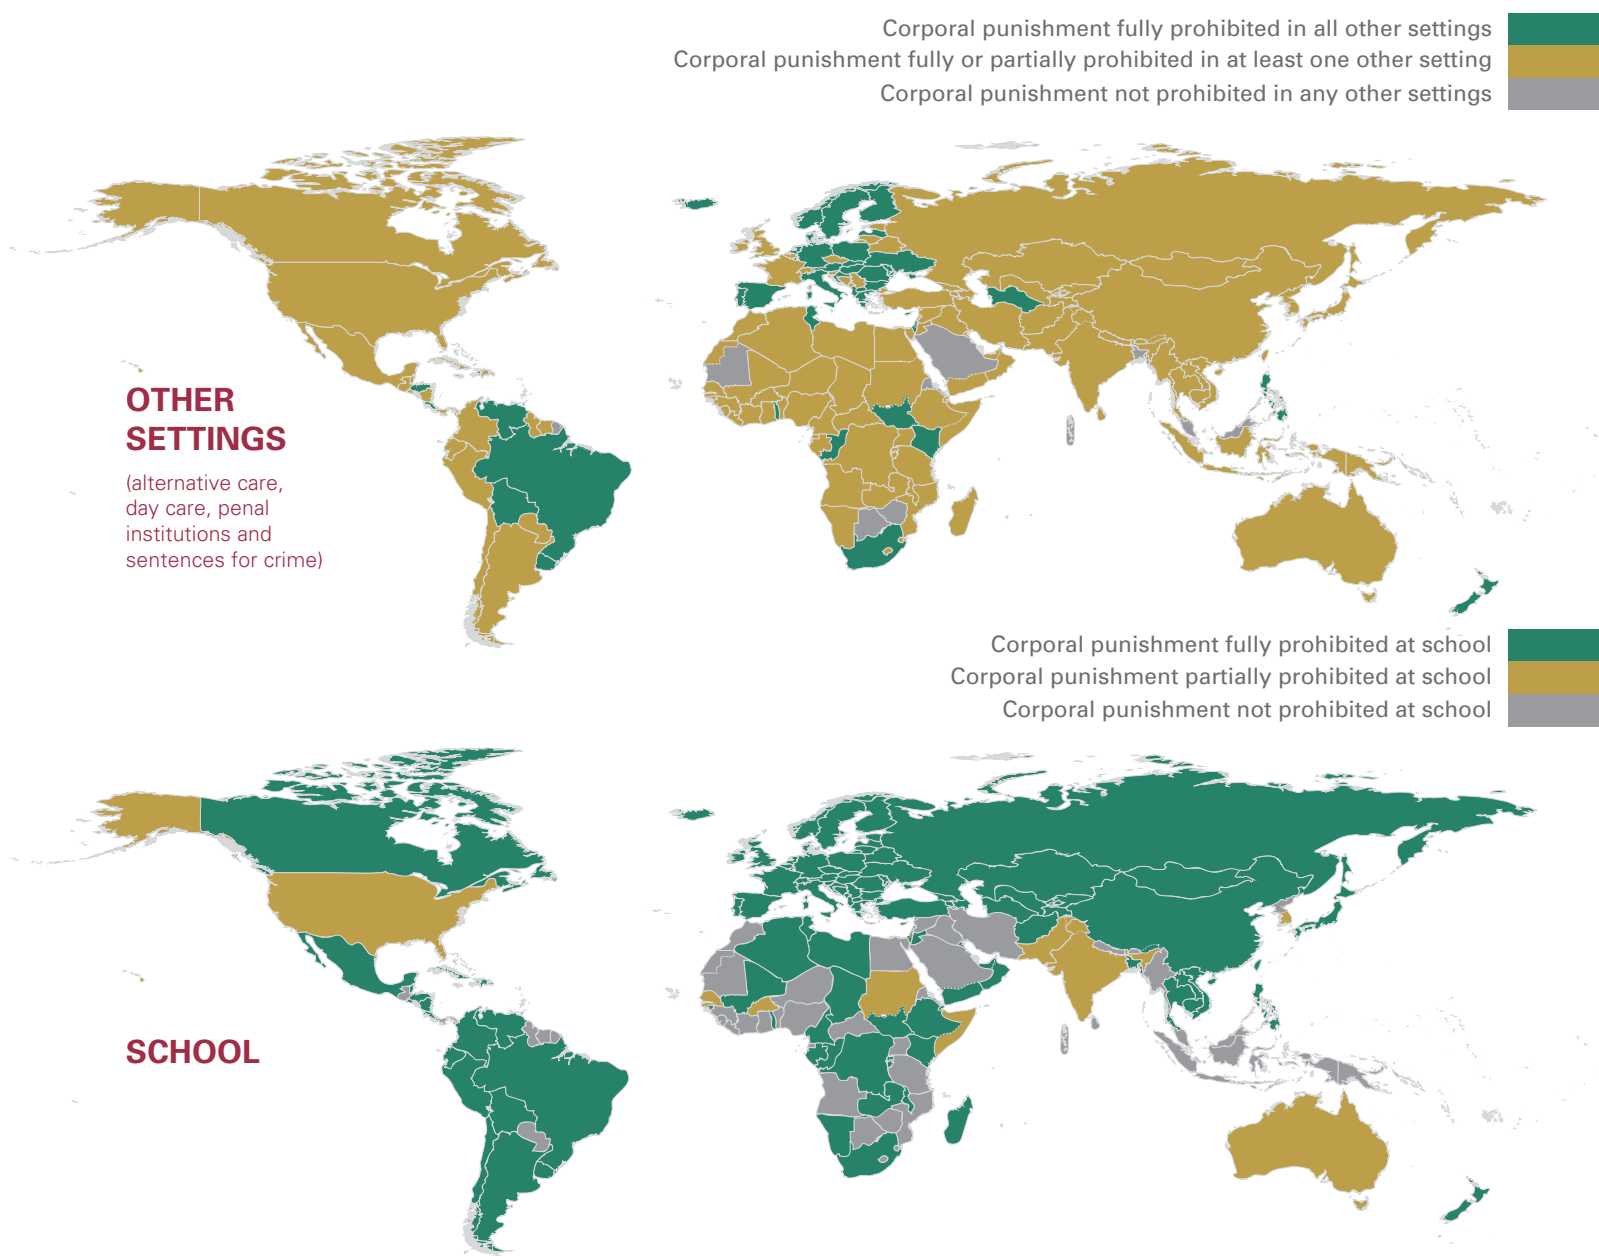 Corporal punishment fully prohibited in all other settings
Corporal punishment fully or partially prohibited in at least one other setting
Corporal punishment not prohibited in any other settings
OTHER
SETTINGS
(alternative care,
day care, penal
institutions and
sentences for crime)
Corporal punishment fully prohibited at school
Corporal punishment partially prohibited at school
Corporal punishment not prohibited at school
SCHOOL